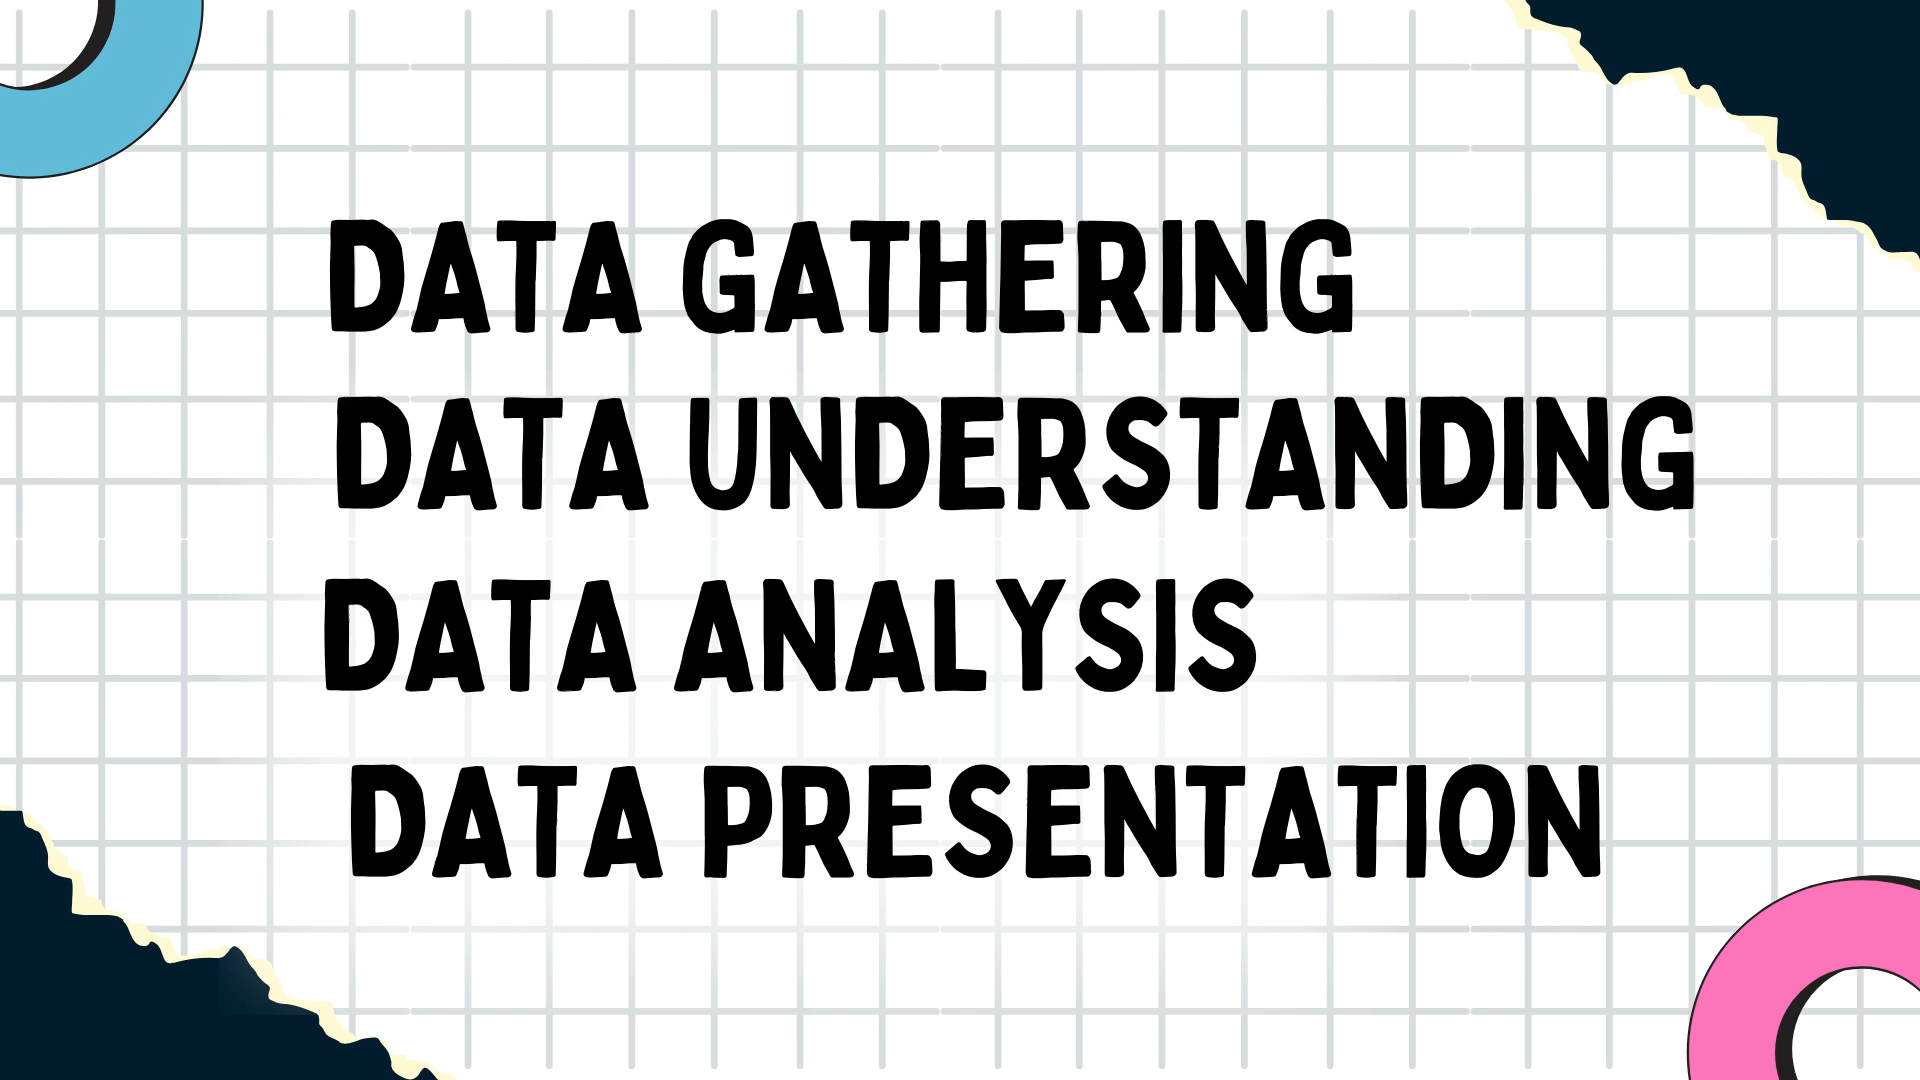 DATA GATHERING
DATA UNDERSTANDING
DATA ANALYSIS
DATA PRESENTATION